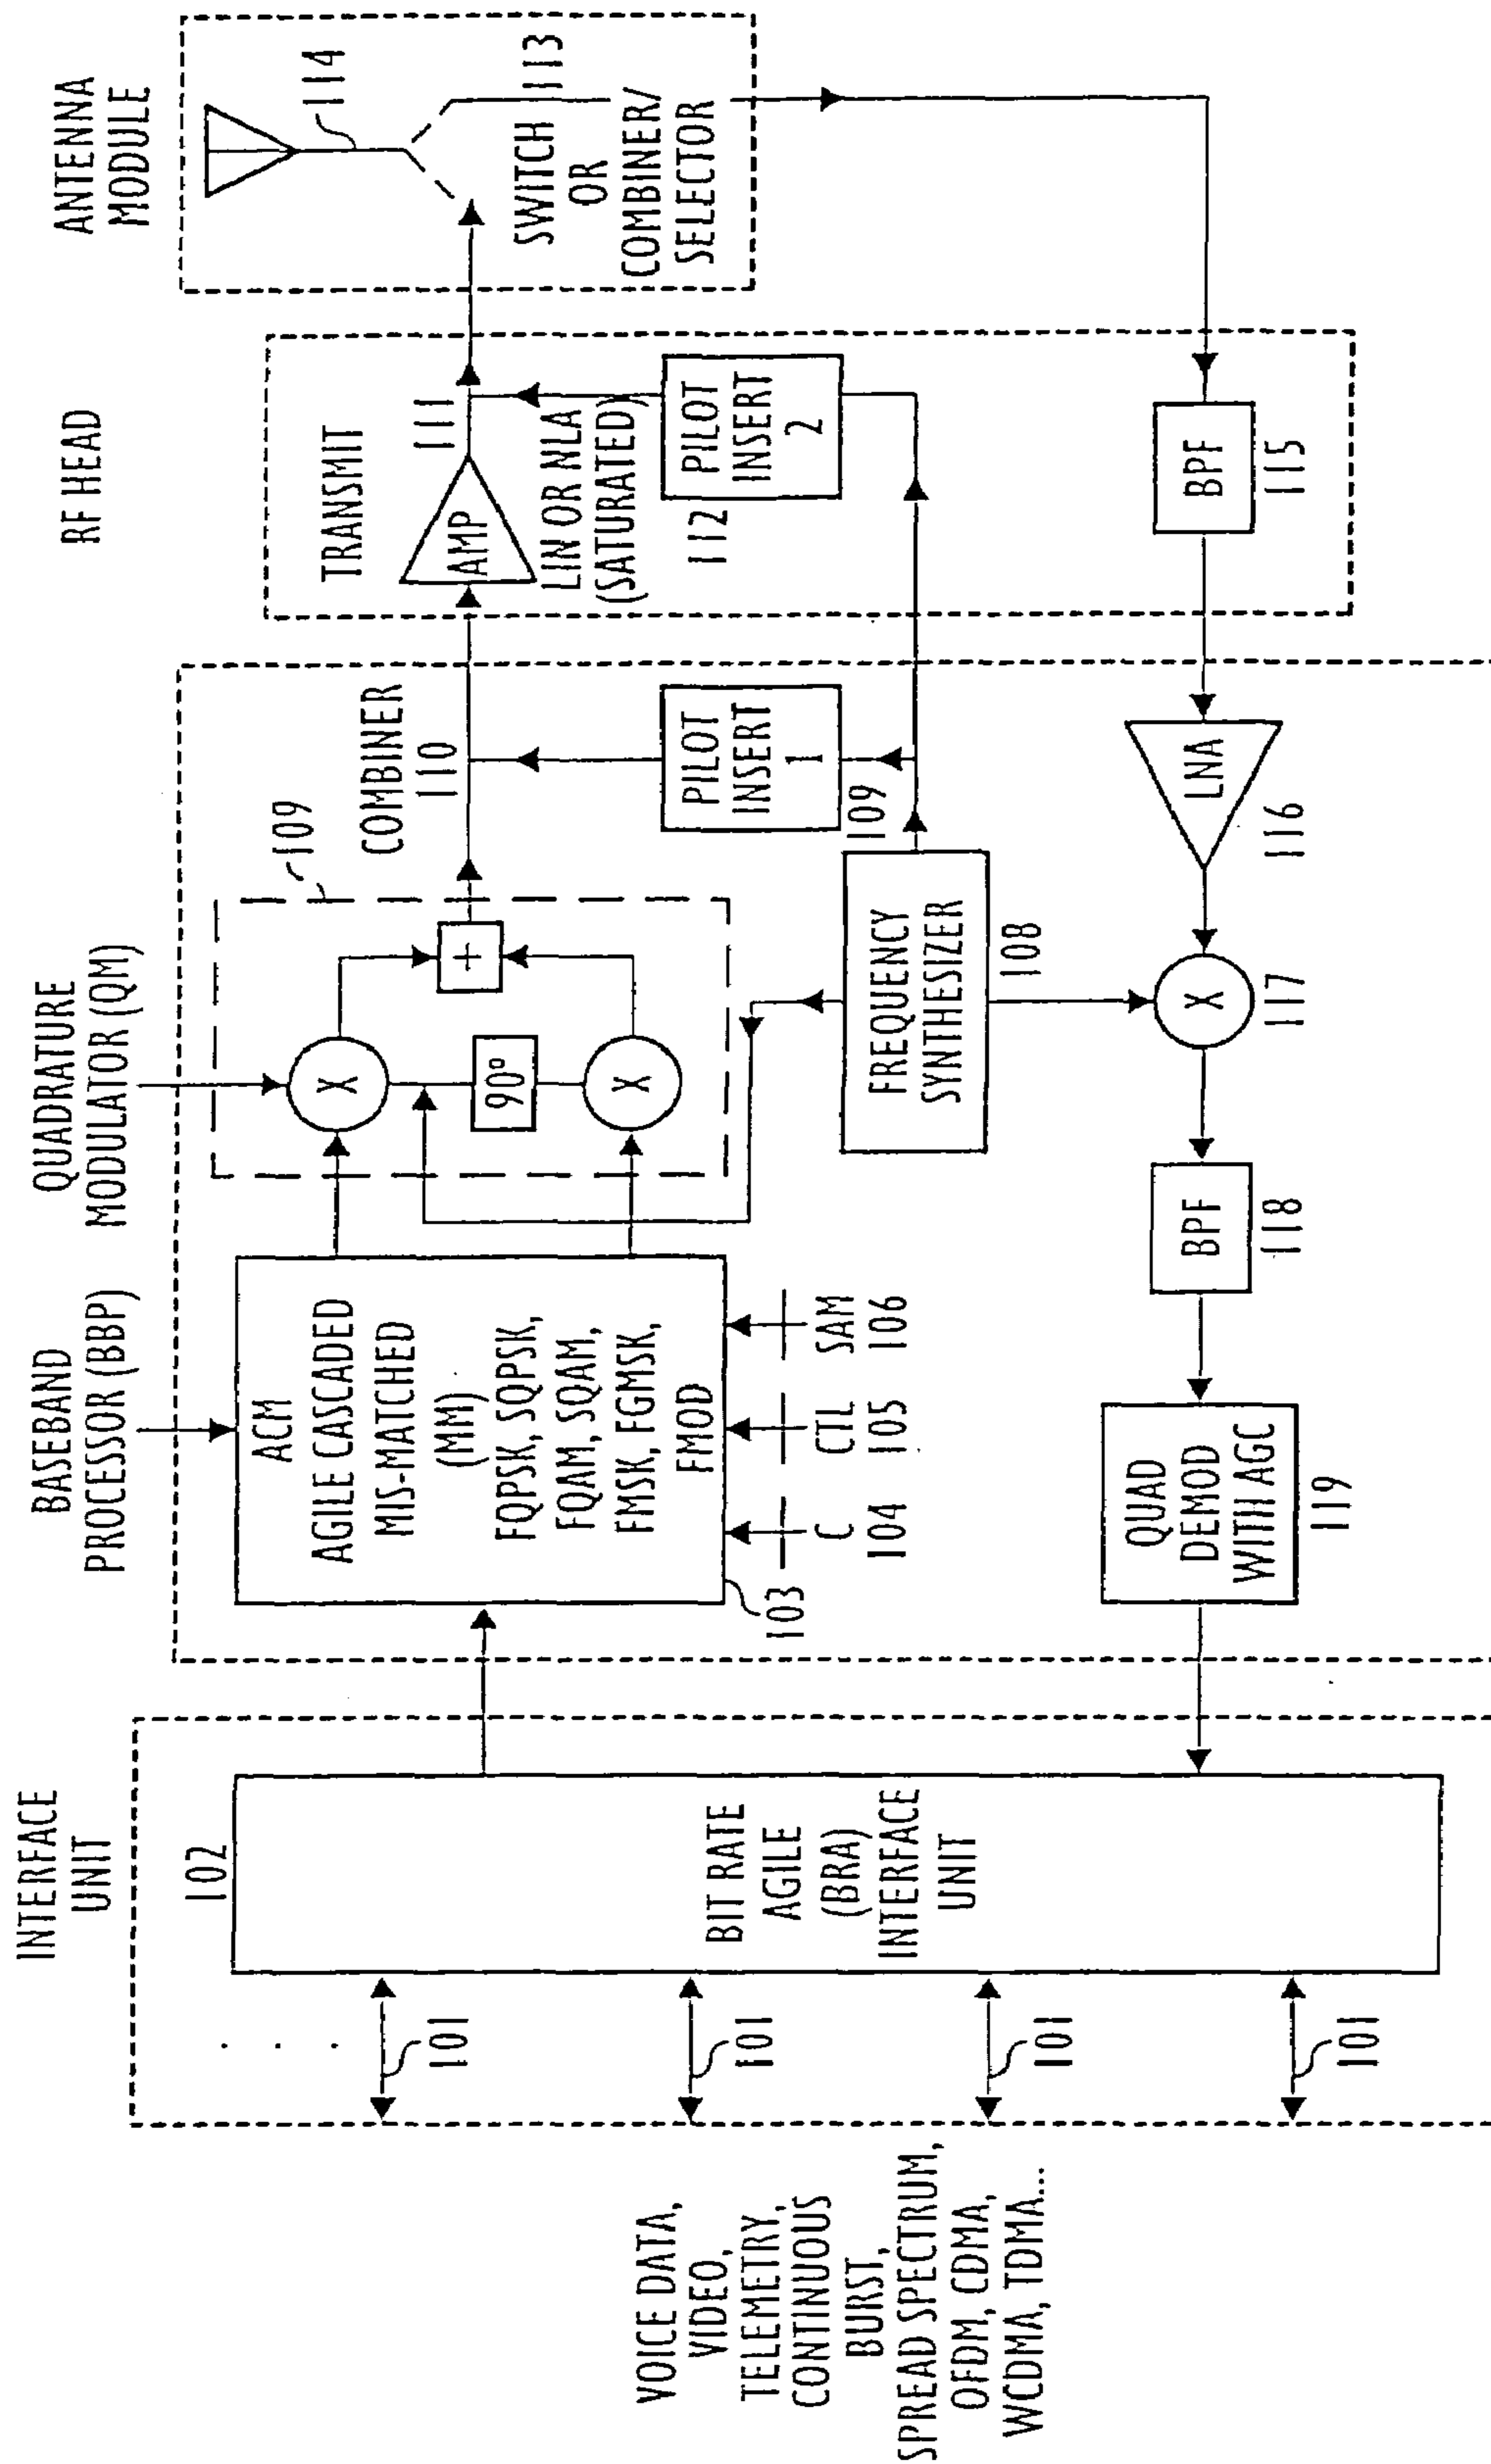 INTERFACE
UNIT
BASEBAND
PROCESSOR (BBP)
QUADRATURE
MODULATOR (QM)
RF HEAD
ANTENNA
MODULE
VOICE DATA,
VIDEO,
TELEMETRY,
CONTINUOUS
BURST,
SPREAD SPECTRUM,
OFDM, CDMA,
WCDMA, TDMA...
101
101
101
101
102
BIT RATE
AGILE
(BRA)
INTERFACE
UNIT
ACM
AGILE CASCADED
MIS-MATCHED
(MM)
FQPSK, SQPSK,
FQAM, SQAM,
FMSK, FGMSK,
FMOD
103
C
104
CTL
105
SAM
106
X
90°
X
+
109
COMBINER
110
PILOT
INSERT
1
109
FREQUENCY
SYNTHESIZER
108
TRANSMIT
AMP
111
LIN OR NLA
(SATURATED)
PILOT
INSERT
2
112
114
113
SWITCH
OR
COMBINER/
SELECTOR
BPF
115
LNA
116
X
117
BPF
118
QUAD
DEMOD
WITH AGC
119